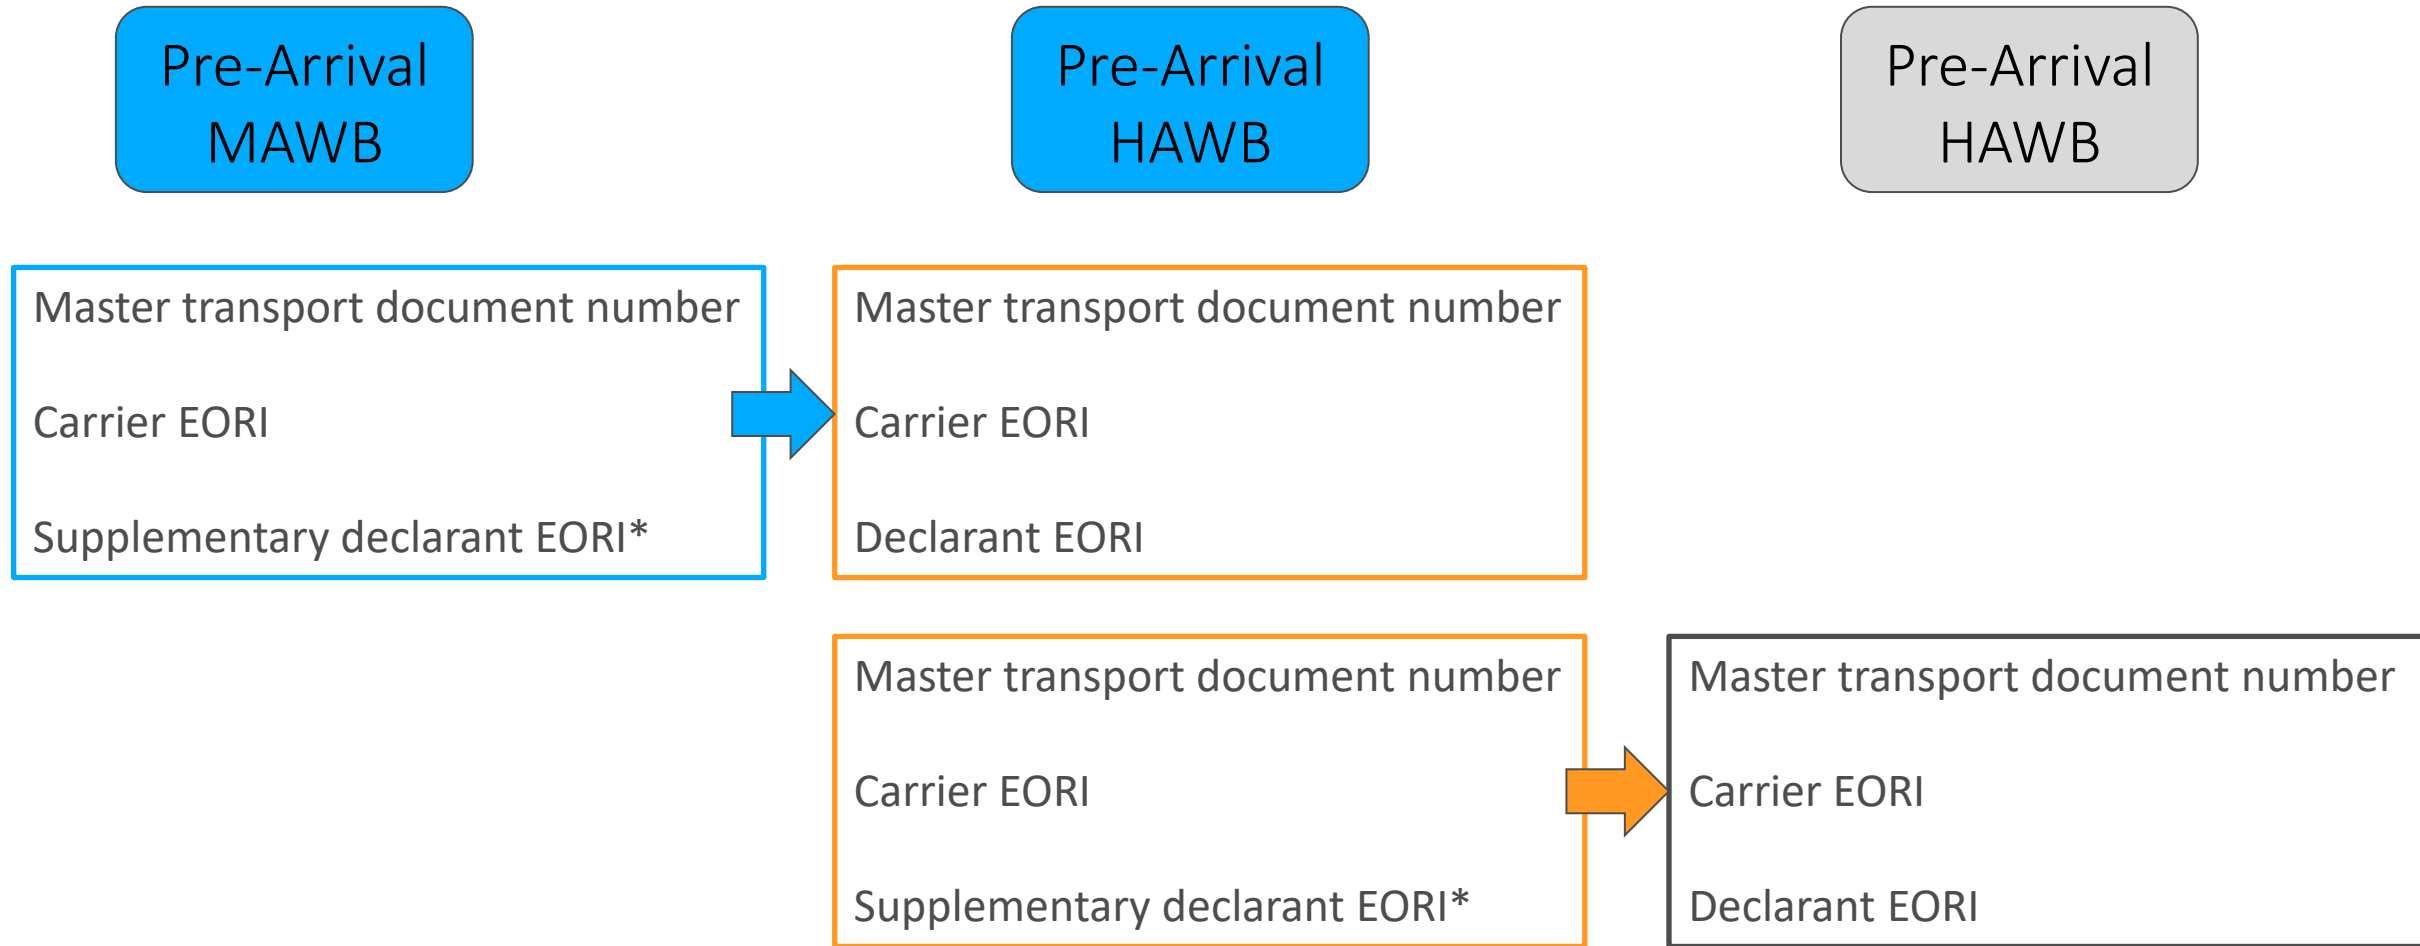 Pre-Arrival
MAWB
Pre-Arrival
HAWB
Pre-Arrival
HAWB
Master transport document number
Carrier EORI
Supplementary declarant EORI*
Master transport document number
Carrier EORI
Declarant EORI
Master transport document number
Carrier EORI
Supplementary declarant EORI*
Master transport document number
Carrier EORI
Declarant EORI